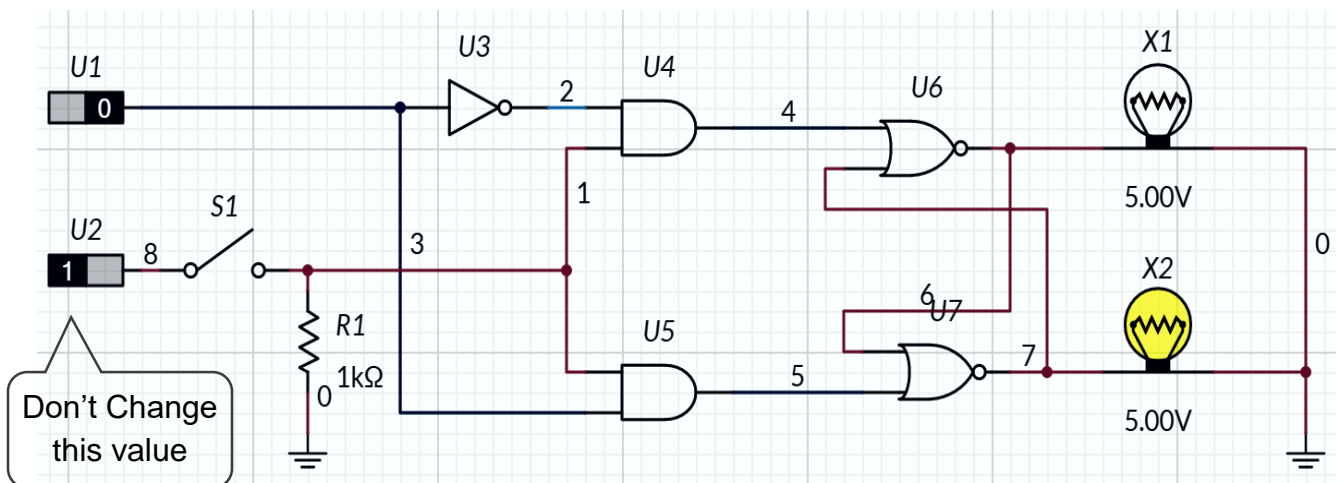 U1
0
U3
2
U4
4
U6
X1
5.00V
1
U2
1
8
S1
3
0
X2
6
U7
R1
1kΩ
0
U5
5
7
5.00V
Don't Change
this value